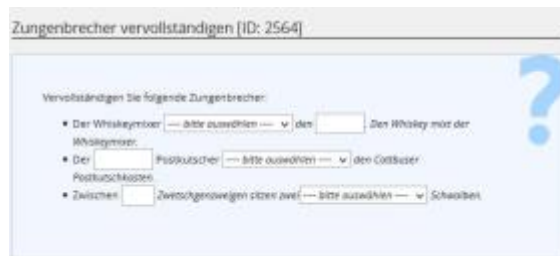 Zungenbrecher vervollständigen [ID: 2564]
?
Vervollständigen Sie folgende Zungenbrecher:
• Der Whiskeymixer --- bitte auswählen --- den Den Whiskey mixt der
Whiskeymixer.
• Der Postkutscher --- bitte auswählen --- den Cottbuser
Postkutschkasten.
• Zwischen Zwetschgenzweigen sitzen zwei --- bitte auswählen --- Schwalben.